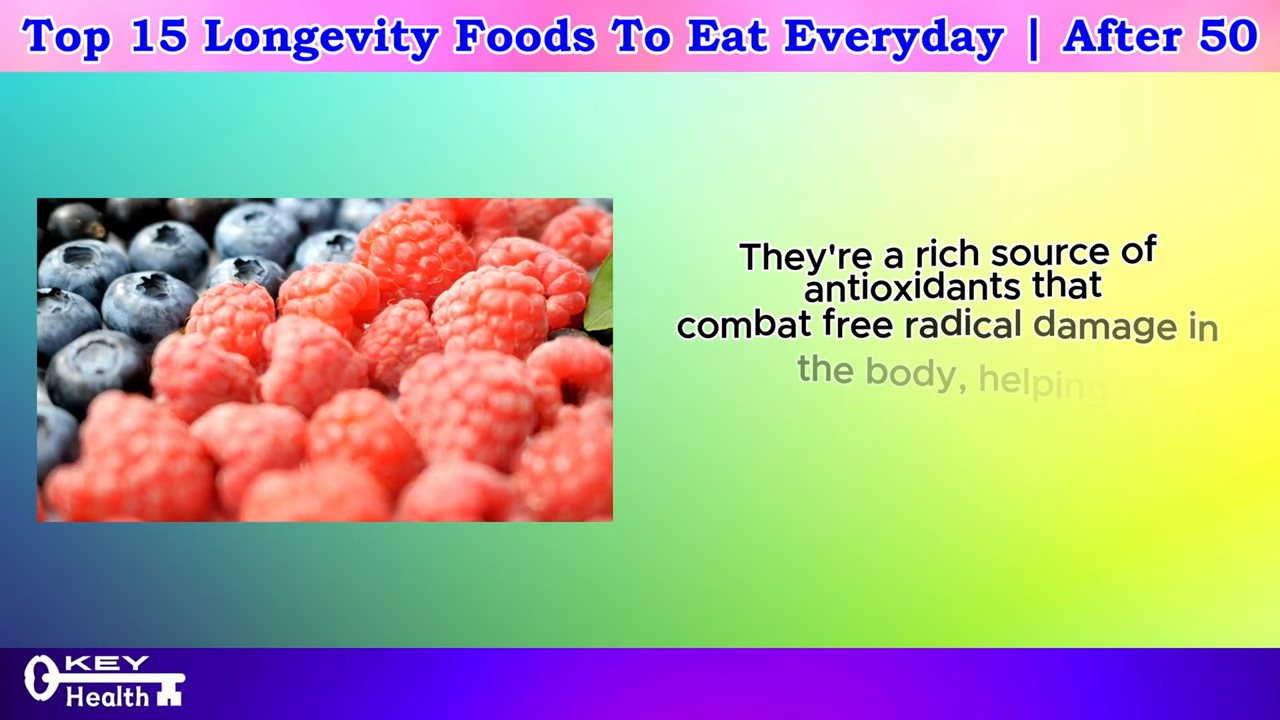 Top 15 Longevity Foods To Eat Everyday | After 50
They're a rich source of
antioxidants that
combat free radical damage in
the body, helping
KEY
Health